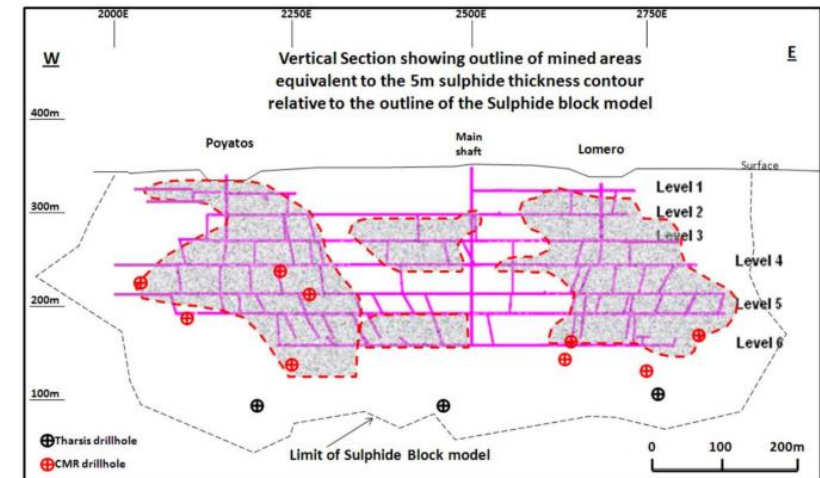 2000E 2250E 2500E 2750E
W
E
Vertical Section showing outline of mined areas
equivalent to the 5m sulphide thickness contour
relative to the outline of the Sulphide block model
400m
Poyatos
Main
shaft
Lomero
Surface
Level 1
300m
Level 2
Level 3
Level 4
200m
Level 5
Level 6
100m
Tharsis drillhole
CMR drillhole
Limit of Sulphide Block model
0 100 200m